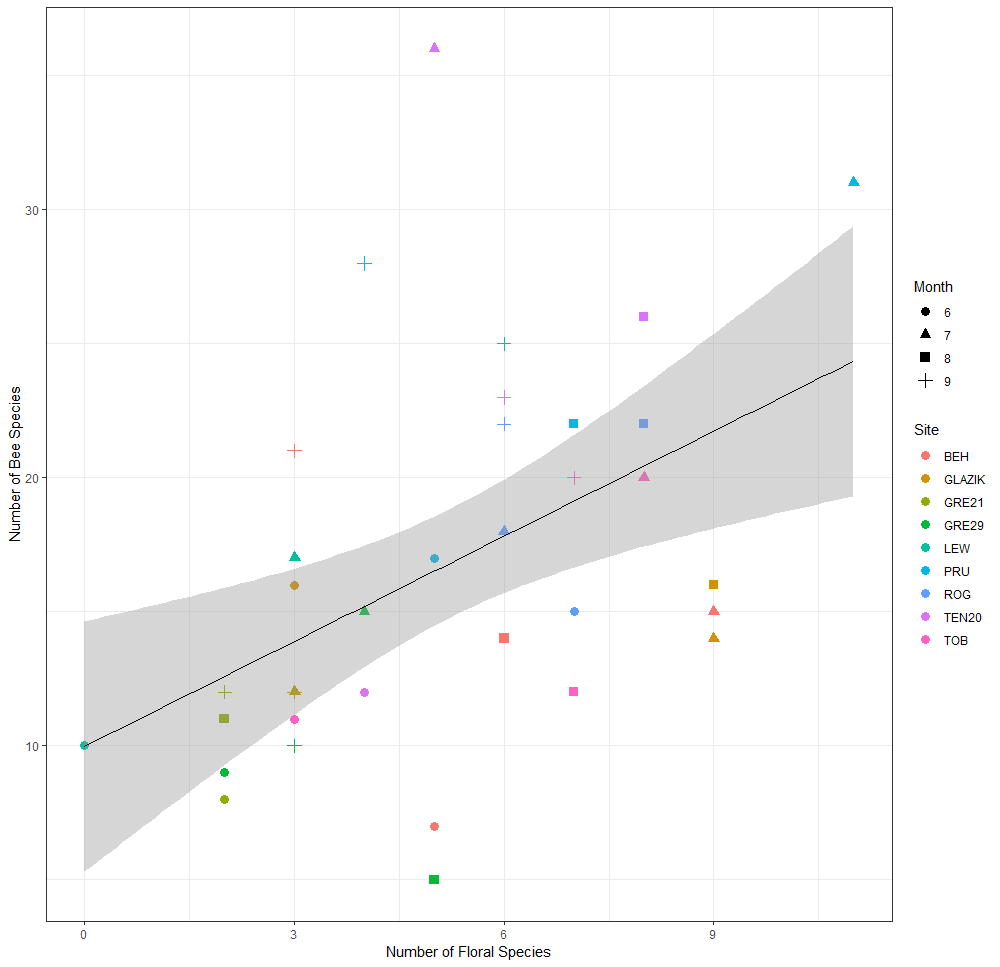 30
20
10
Number of Bee Species
0
3
6
9
Number of Floral Species
Month
6
7
8
9
Site
BEH
GLAZIK
GRE21
GRE29
LEW
PRU
ROG
TEN20
TOB